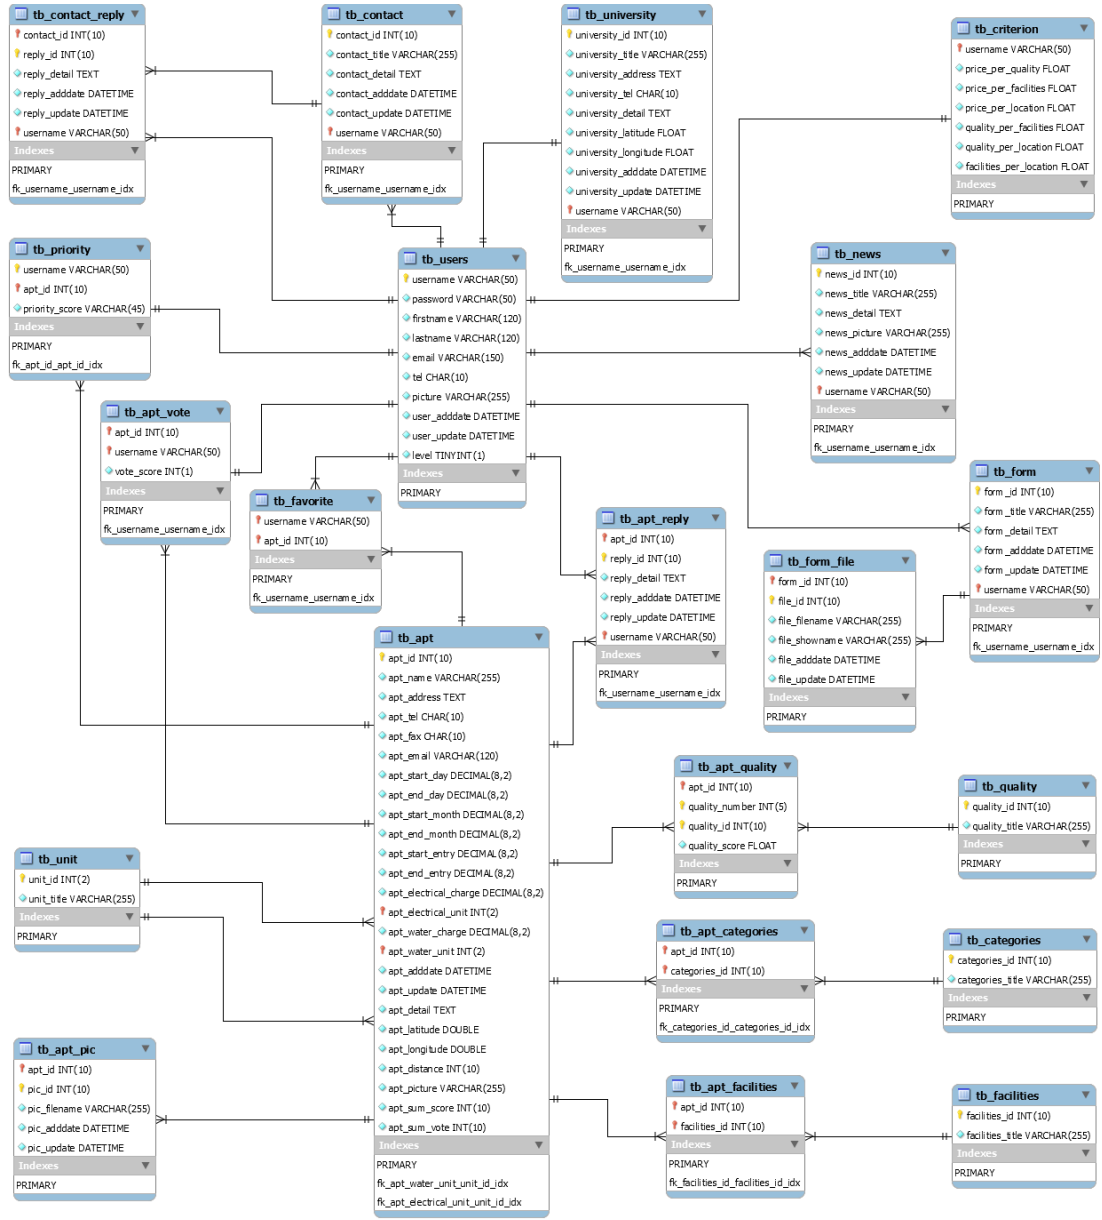 tb_contact_reply
contact_id INT(10)
reply_id INT(10)
reply_detail TEXT
reply_adddate DATETIME
reply_update DATETIME
username VARCHAR(50)
Indexes
PRIMARY
fk_username_username_idx
tb_contact
contact_id INT(10)
contact_title VARCHAR(255)
contact_detail TEXT
contact_adddate DATETIME
contact_update DATETIME
username VARCHAR(50)
Indexes
PRIMARY
fk_username_username_idx
tb_university
university_id INT(10)
university_title VARCHAR(255)
university_address TEXT
university_tel CHAR(10)
university_detail TEXT
university_latitude FLOAT
university_longitude FLOAT
university_adddate DATETIME
university_update DATETIME
username VARCHAR(50)
Indexes
PRIMARY
fk_username_username_idx
tb_criterion
username VARCHAR(50)
price_per_quality FLOAT
price_per_facilities FLOAT
price_per_location FLOAT
quality_per_facilities FLOAT
quality_per_location FLOAT
facilities_per_location FLOAT
Indexes
PRIMARY
tb_priority
username VARCHAR(50)
apt_id INT(10)
priority_score VARCHAR(45)
Indexes
PRIMARY
fk_apt_id_apt_id_idx
tb_users
username VARCHAR(50)
password VARCHAR(50)
firstname VARCHAR(120)
lastname VARCHAR(120)
email VARCHAR(150)
tel CHAR(10)
picture VARCHAR(255)
user_adddate DATETIME
user_update DATETIME
level TINYINT(1)
Indexes
PRIMARY
tb_news
news_id INT(10)
news_title VARCHAR(255)
news_detail TEXT
news_picture VARCHAR(255)
news_adddate DATETIME
news_update DATETIME
username VARCHAR(50)
Indexes
PRIMARY
fk_username_username_idx
tb_apt_vote
apt_id INT(10)
username VARCHAR(50)
vote_score INT(1)
Indexes
PRIMARY
fk_username_username_idx
tb_favorite
username VARCHAR(50)
apt_id INT(10)
Indexes
PRIMARY
fk_username_username_idx
tb_apt_reply
apt_id INT(10)
reply_id INT(10)
reply_detail TEXT
reply_adddate DATETIME
reply_update DATETIME
username VARCHAR(50)
Indexes
PRIMARY
fk_username_username_idx
tb_form_file
form_id INT(10)
file_id INT(10)
file_filename VARCHAR(255)
file_showname VARCHAR(255)
file_adddate DATETIME
file_update DATETIME
Indexes
PRIMARY
tb_form
form_id INT(10)
form_title VARCHAR(255)
form_detail TEXT
form_adddate DATETIME
form_update DATETIME
username VARCHAR(50)
Indexes
PRIMARY
fk_username_username_idx
tb_apt
apt_id INT(10)
apt_name VARCHAR(255)
apt_address TEXT
apt_tel CHAR(10)
apt_fax CHAR(10)
apt_email VARCHAR(120)
apt_start_day DECIMAL(8,2)
apt_end_day DECIMAL(8,2)
apt_start_month DECIMAL(8,2)
apt_end_month DECIMAL(8,2)
apt_start_entry DECIMAL(8,2)
apt_end_entry DECIMAL(8,2)
apt_electrical_charge DECIMAL(8,2)
apt_electrical_unit INT(2)
apt_water_charge DECIMAL(8,2)
apt_water_unit INT(2)
apt_adddate DATETIME
apt_update DATETIME
apt_detail TEXT
apt_latitude DOUBLE
apt_longitude DOUBLE
apt_distance INT(10)
apt_picture VARCHAR(255)
apt_sum_score INT(10)
apt_sum_vote INT(10)
Indexes
PRIMARY
fk_apt_water_unit_unit_id_idx
fk_apt_electrical_unit_unit_id_idx
tb_unit
unit_id INT(2)
unit_title VARCHAR(255)
Indexes
PRIMARY
tb_apt_pic
apt_id INT(10)
pic_id INT(10)
pic_filename VARCHAR(255)
pic_adddate DATETIME
pic_update DATETIME
Indexes
PRIMARY
tb_apt_quality
apt_id INT(10)
quality_number INT(5)
quality_id INT(10)
quality_score FLOAT
Indexes
PRIMARY
tb_quality
quality_id INT(10)
quality_title VARCHAR(255)
Indexes
PRIMARY
tb_apt_categories
apt_id INT(10)
categories_id INT(10)
Indexes
PRIMARY
fk_categories_id_categories_id_idx
tb_categories
categories_id INT(10)
categories_title VARCHAR(255)
Indexes
PRIMARY
tb_apt_facilities
apt_id INT(10)
facilities_id INT(10)
Indexes
PRIMARY
fk_facilities_id_facilities_id_idx
tb_facilities
facilities_id INT(10)
facilities_title VARCHAR(255)
Indexes
PRIMARY